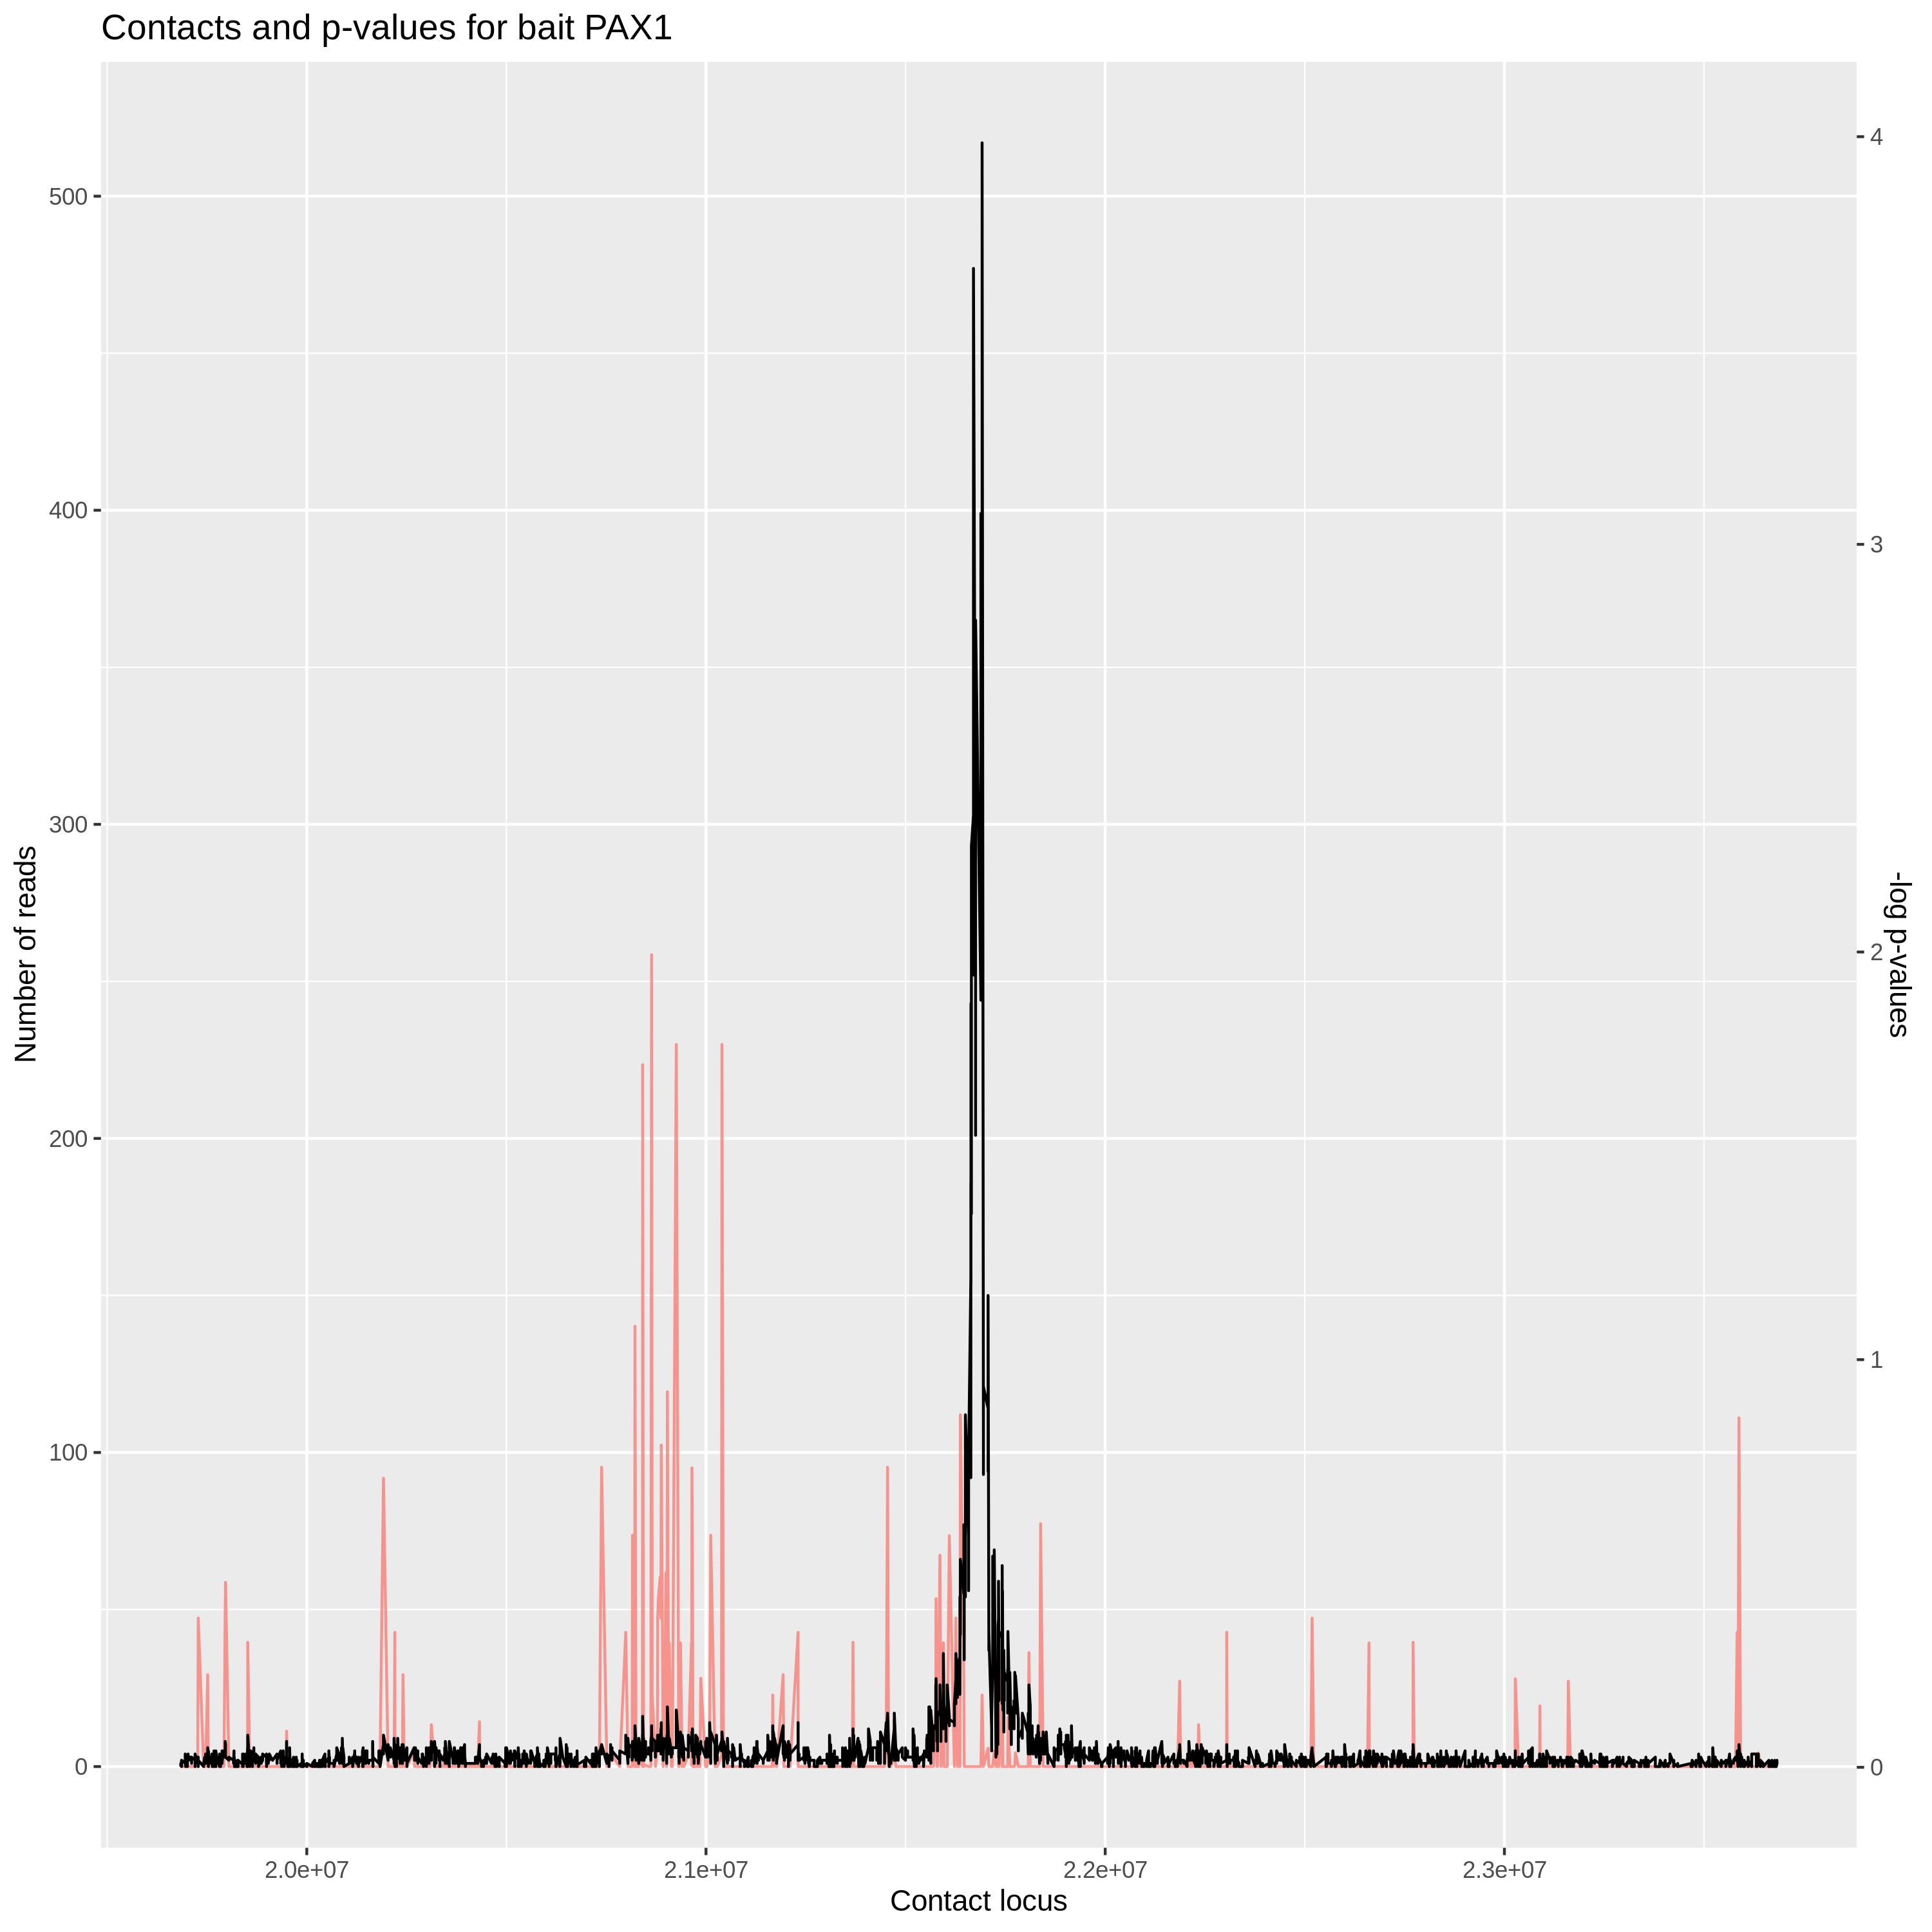 Contacts and p-values for bait PAX1
Number of reads
500
400
300
200
100
0
4
3
2
1
0
-log p-values
2.0e+07
2.1e+07
2.2e+07
2.3e+07
Contact locus